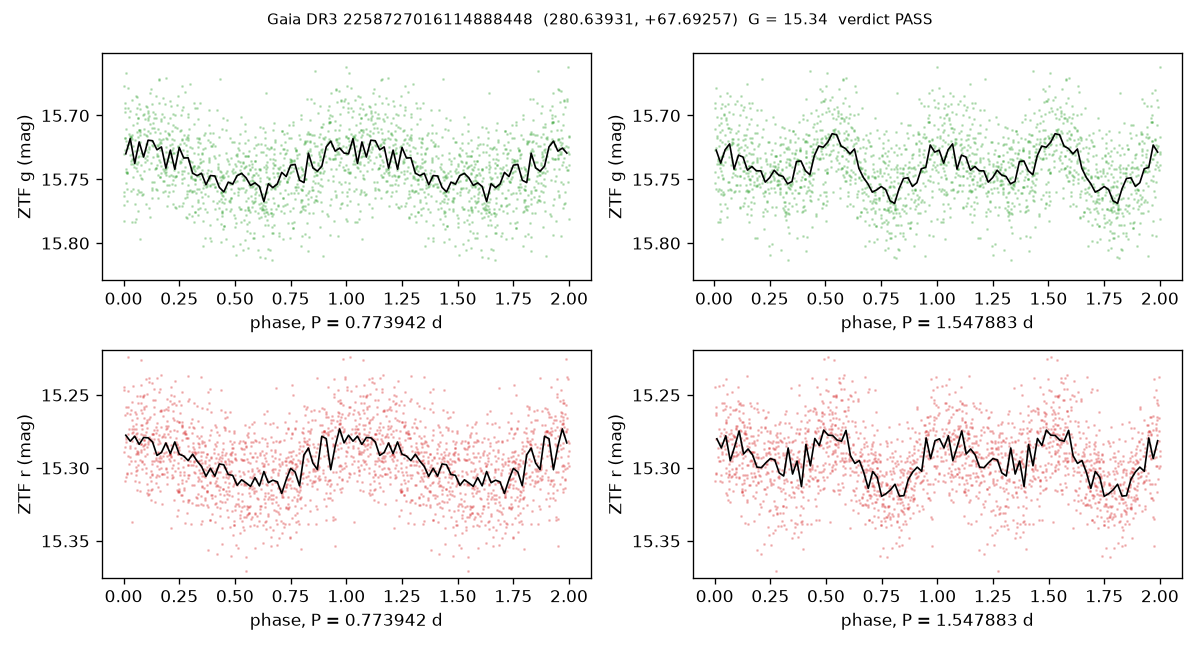 Gaia DR3 2258727016114888448 (280.63931, +67.69257) G = 15.34 verdict PASS
ZTF g (mag)
15.70
15.75
15.80
0.00 0.25 0.50 0.75 1.00 1.25 1.50 1.75 2.00
phase, P = 0.773942 d
ZTF g (mag)
15.70
15.75
15.80
0.00 0.25 0.50 0.75 1.00 1.25 1.50 1.75 2.00
phase, P = 1.547883 d
ZTF r (mag)
15.25
15.30
15.35
0.00 0.25 0.50 0.75 1.00 1.25 1.50 1.75 2.00
phase, P = 0.773942 d
ZTF r (mag)
15.25
15.30
15.35
0.00 0.25 0.50 0.75 1.00 1.25 1.50 1.75 2.00
phase, P = 1.547883 d